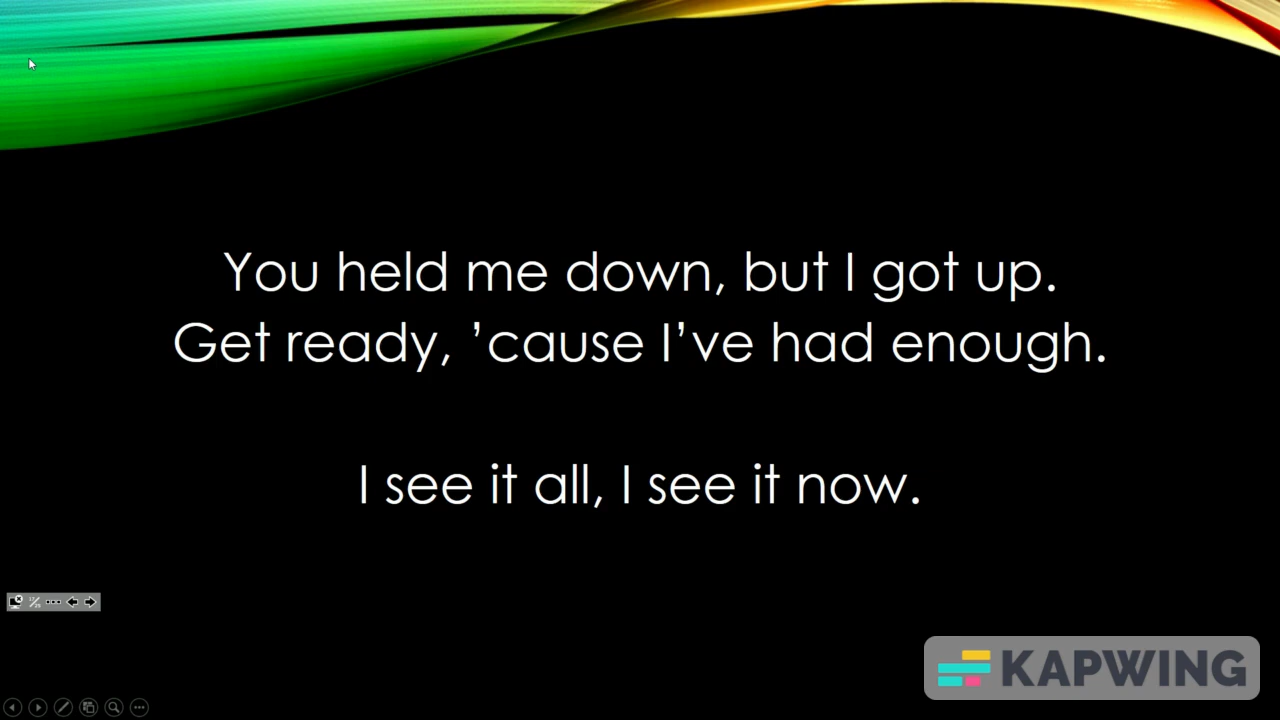 You held me down, but I got up.
Get ready, ’cause I’ve had enough.
I see it all, I see it now.
KAPWING